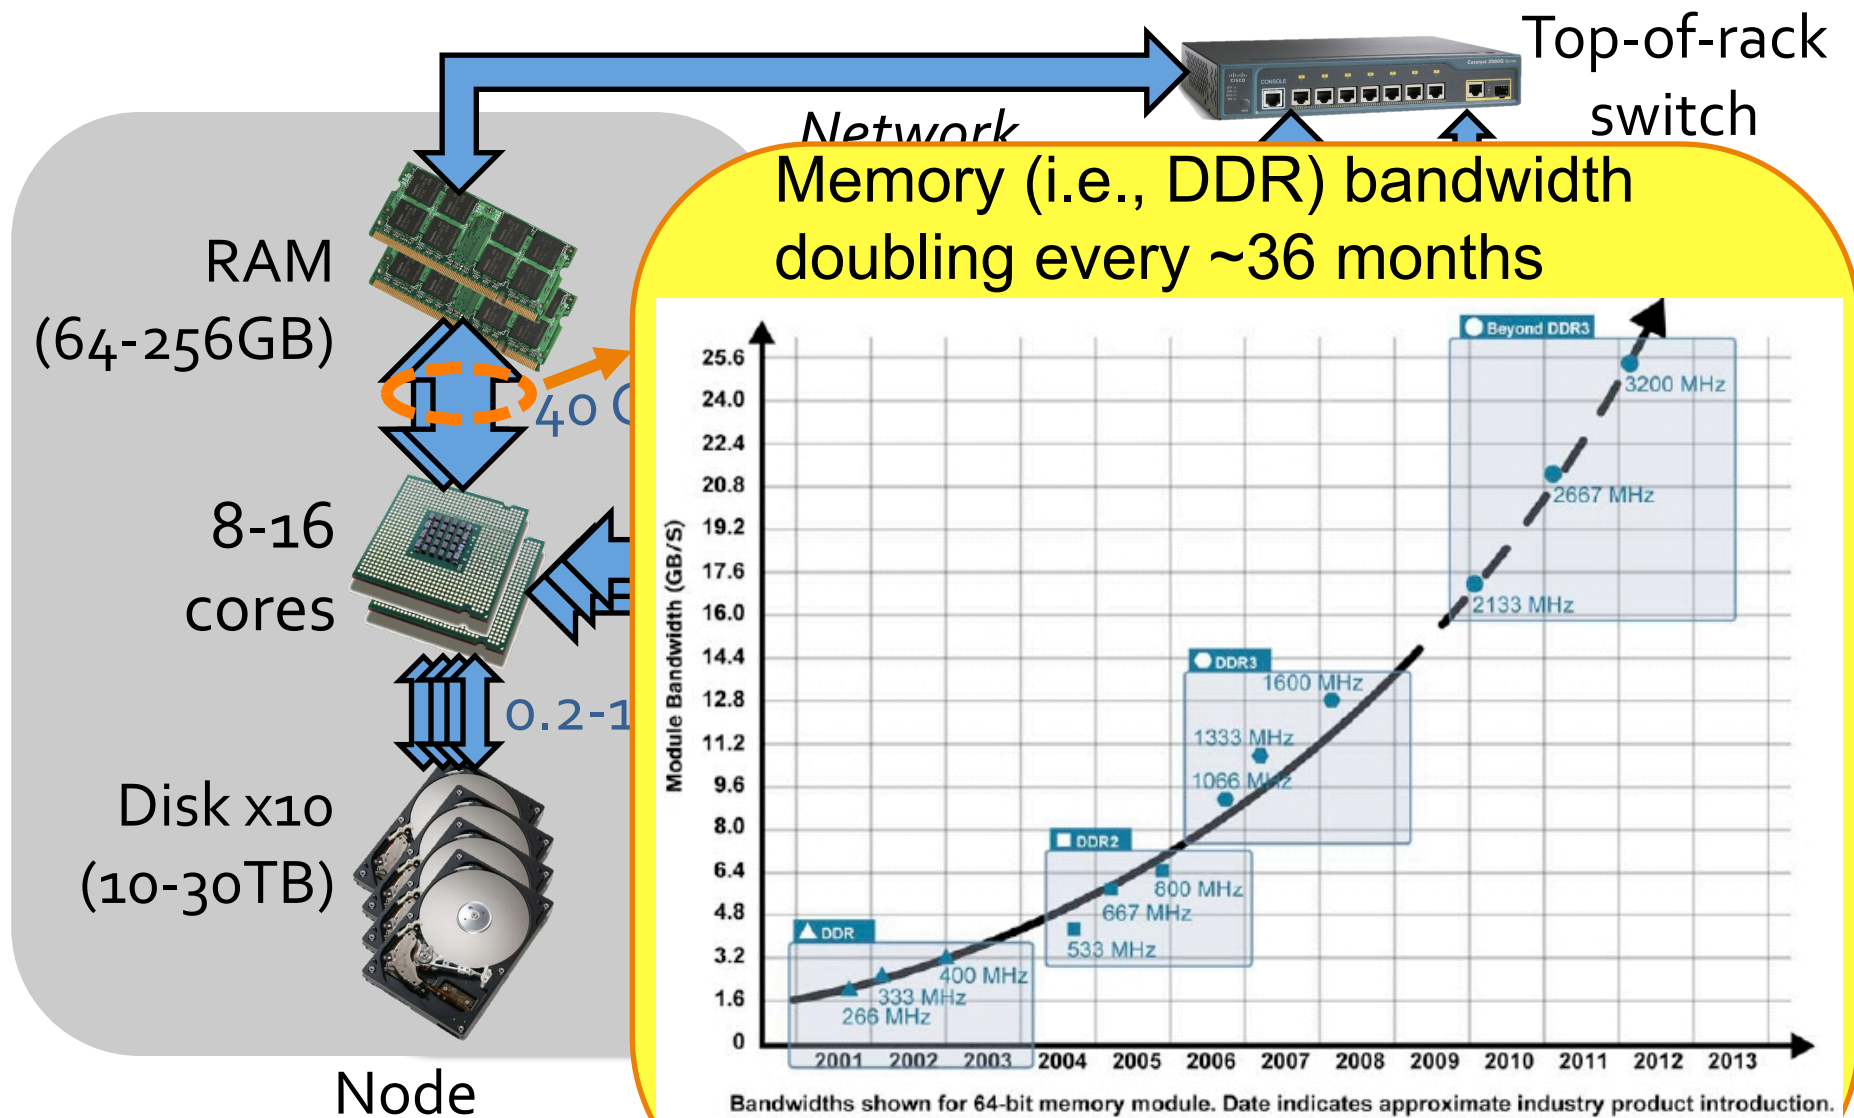 Top-of-rack
switch
Network
Memory (i.e., DDR) bandwidth
doubling every ~36 months
RAM
(64-256GB)
40 G
8-16
cores
0.2-1
Disk x10
(10-30TB)
Node
CISCO
CONSOLE
Module Bandwidth (GB/S)
25.6
24.0
22.4
20.8
19.2
17.6
16.0
14.4
12.8
11.2
9.6
8.0
6.4
4.8
3.2
1.6
0
Beyond DDR3
3200 MHz
2667 MHz
2133 MHz
DDR3
1600 MHz
1333 MHz
1066 MHz
DDR2
800 MHz
667 MHz
533 MHz
DDR
400 MHz
333 MHz
266 MHz
2001 2002 2003 2004 2005 2006 2007 2008 2009 2010 2011 2012 2013
Bandwidths shown for 64-bit memory module. Date indicates approximate industry product introduction.